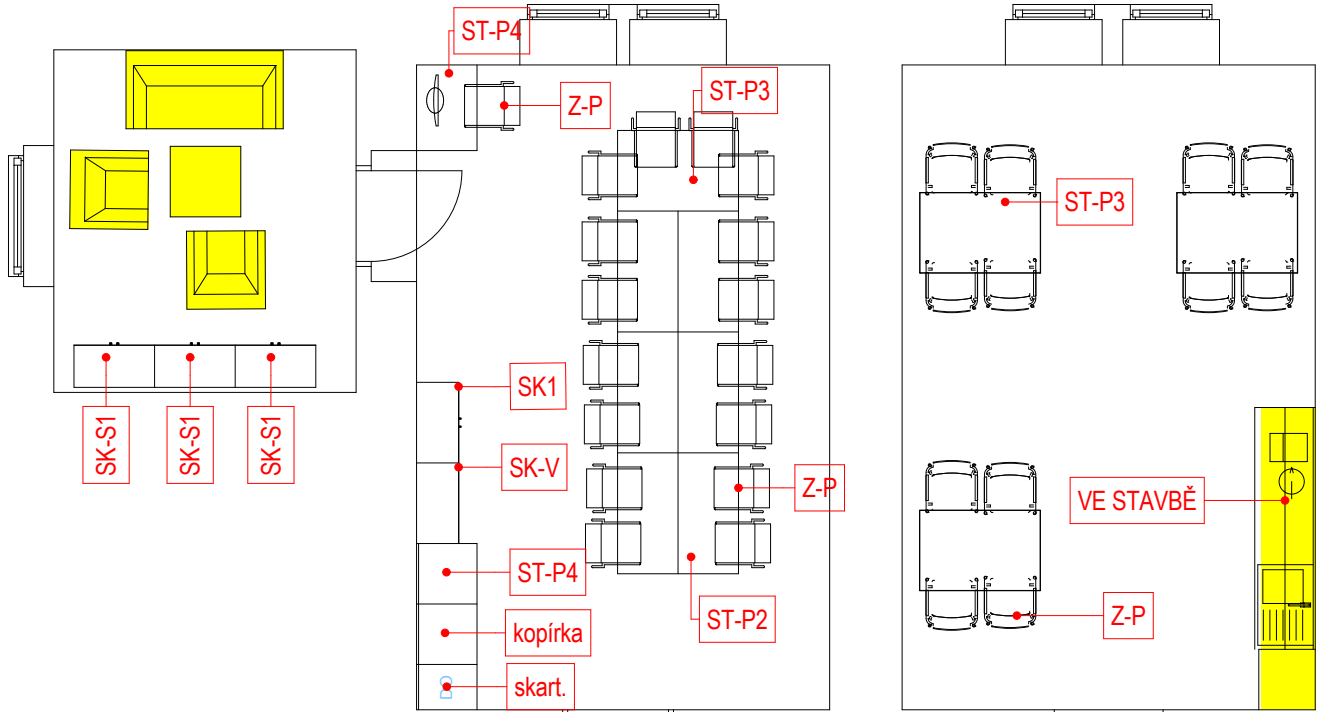 ST-P4
Z-P
ST-P3
ST-P3
SK1
SK-S1
SK-S1
SK-S1
SK-V
Z-P
VE STAVBĚ
ST-P4
ST-P2
Z-P
kopírka
skart.